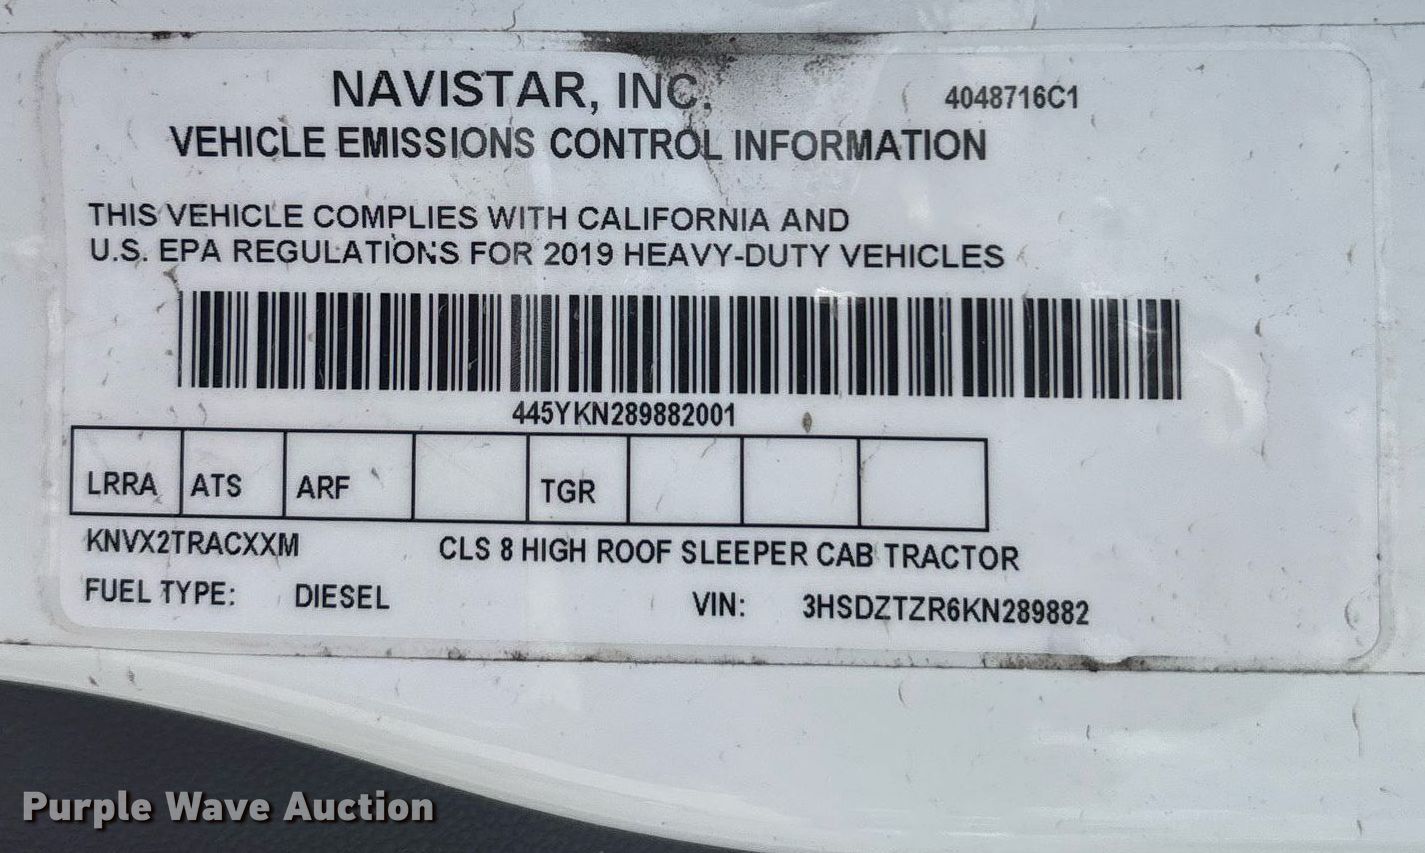 NAVISTAR, INC.
4048716C1
VEHICLE EMISSIONS CONTROL INFORMATION
THIS VEHICLE COMPLIES WITH CALIFORNIA AND
U.S. EPA REGULATIONS FOR 2019 HEAVY-DUTY VEHICLES
445YKN289882001
LRRA ATS ARF TGR
KNVX2TRACXXM CLS 8 HIGH ROOF SLEEPER CAB TRACTOR
FUEL TYPE: DIESEL VIN: 3HSDZTZR6KN289882
Purple Wave Auction